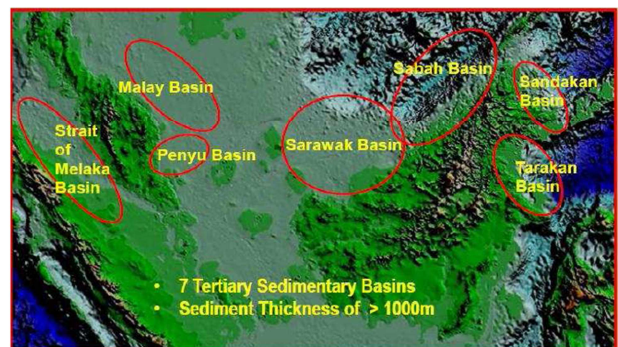 Malay Basin
Sabah Basin
Sandakan
Basin
Strait
of
Melaka
Basin
Penyu Basin
Sarawak Basin
Tarakan
Basin
• 7 Tertiary Sedimentary Basins
• Sediment Thickness of > 1000m